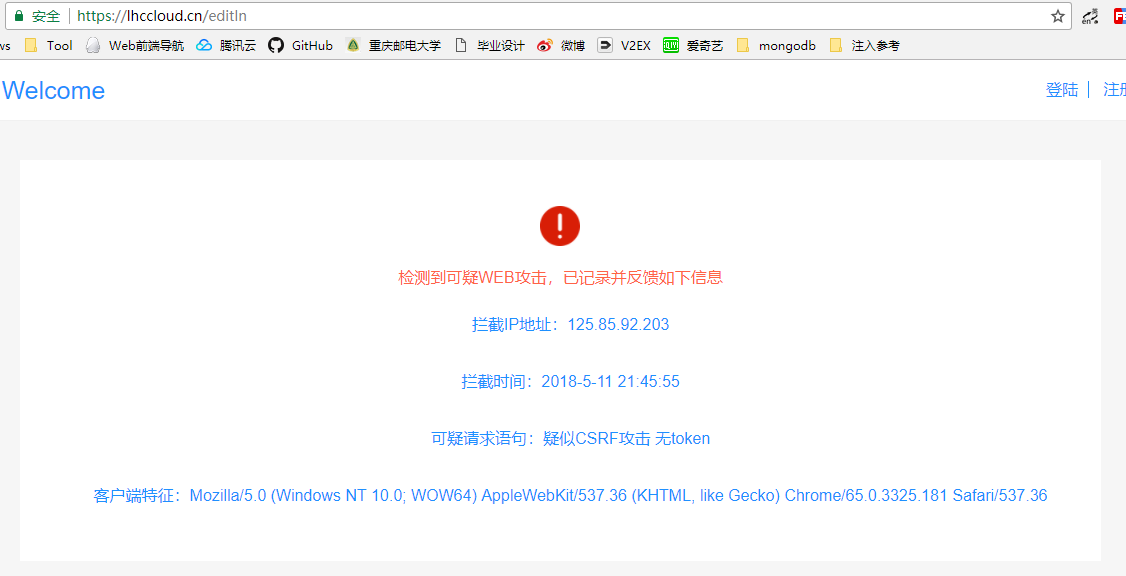 安全 https://lhccloud.cn/editIn
ws Tool Web前端导航 腾讯云 GitHub 重庆邮电大学 毕业设计 微博 V2EX 爱奇艺 mongodb 注入参考
Welcome 登陆 | 注册
检测到可疑WEB攻击，已记录并反馈如下信息
拦截IP地址：125.85.92.203
拦截时间：2018-5-11 21:45:55
可疑请求语句：疑似CSRF攻击 无token
客户端特征：Mozilla/5.0 (Windows NT 10.0; WOW64) AppleWebKit/537.36 (KHTML, like Gecko) Chrome/65.0.3325.181 Safari/537.36